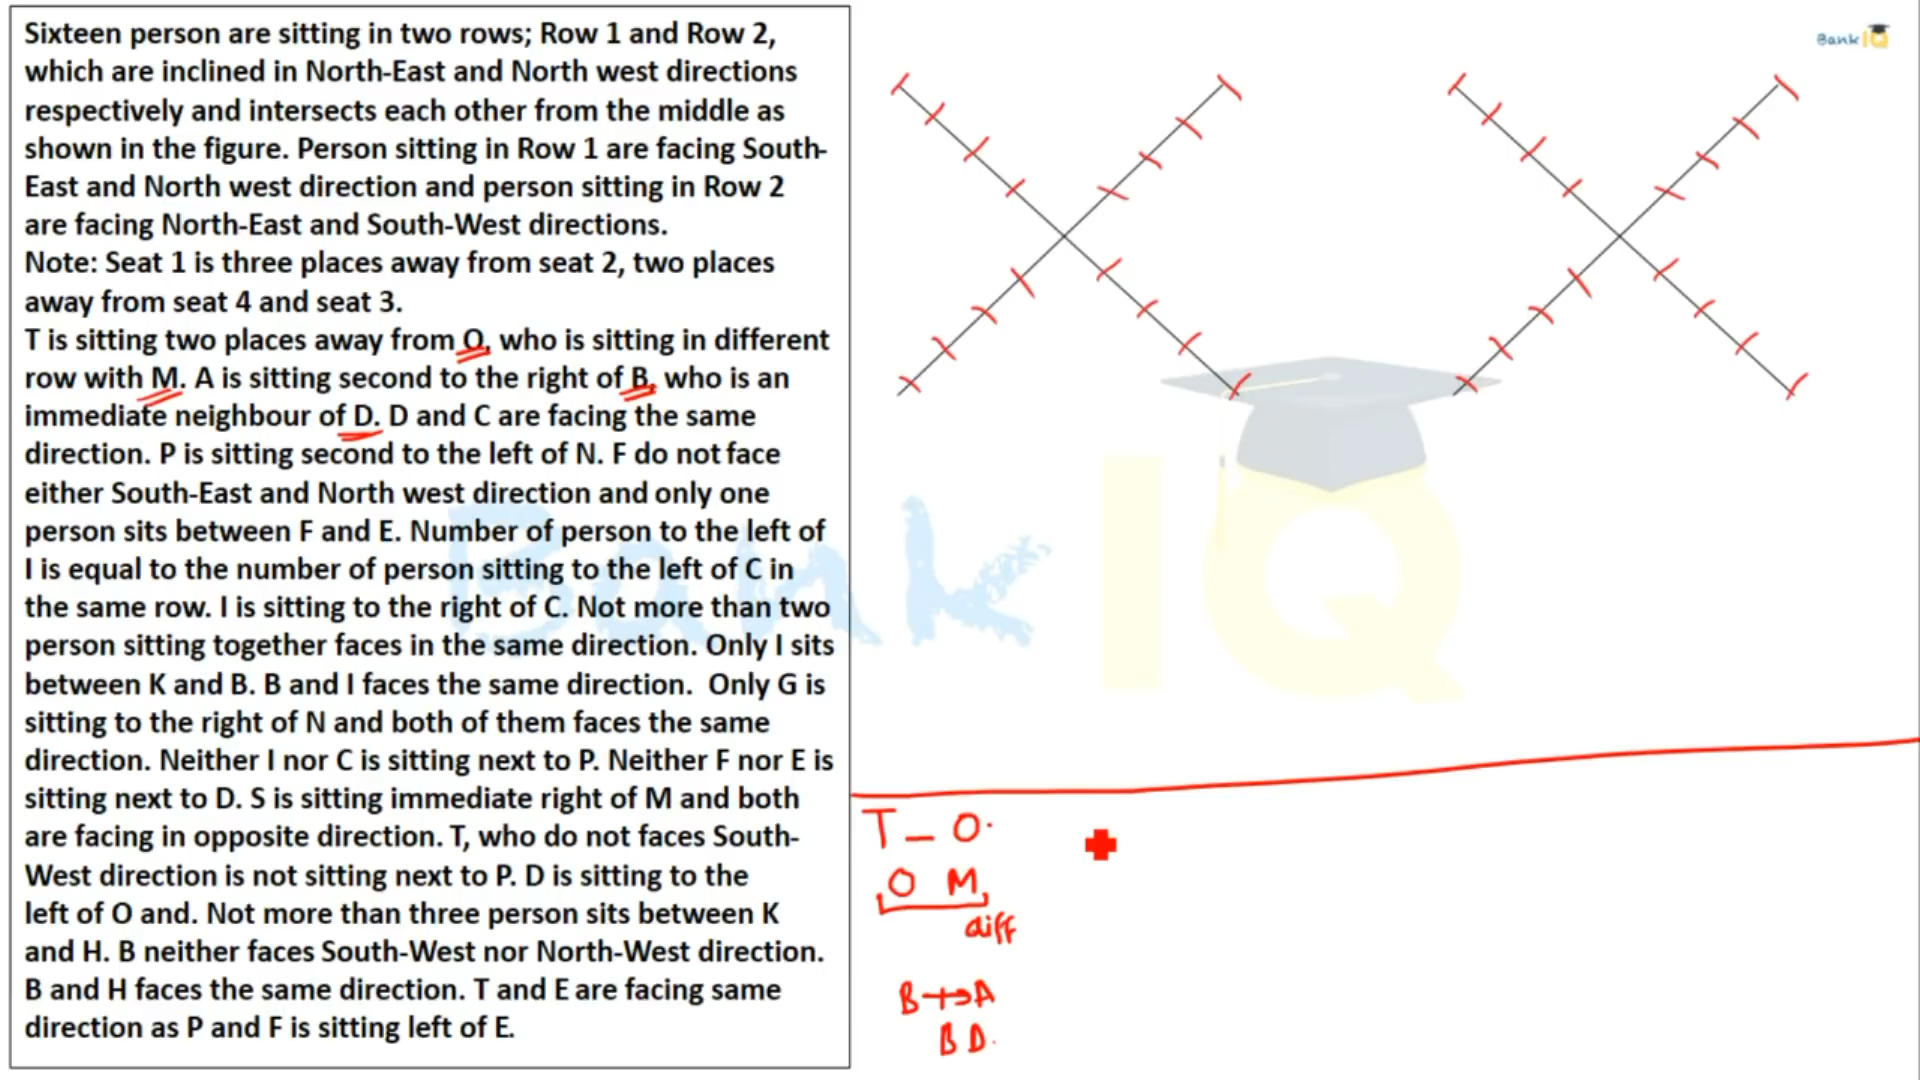 Sixteen person are sitting in two rows; Row 1 and Row 2,
which are inclined in North-East and North west directions
respectively and intersects each other from the middle as
shown in the figure. Person sitting in Row 1 are facing South-
East and North west direction and person sitting in Row 2
are facing North-East and South-West directions.
Note: Seat 1 is three places away from seat 2, two places
away from seat 4 and seat 3.
T is sitting two places away from O, who is sitting in different
row with M. A is sitting second to the right of B, who is an
immediate neighbour of D. D and C are facing the same
direction. P is sitting second to the left of N. F do not face
either South-East and North west direction and only one
person sits between F and E. Number of person to the left of
I is equal to the number of person sitting to the left of C in
the same row. I is sitting to the right of C. Not more than two
person sitting together faces in the same direction. Only I sits
between K and B. B and I faces the same direction.  Only G is
sitting to the right of N and both of them faces the same
direction. Neither I nor C is sitting next to P. Neither F nor E is
sitting next to D. S is sitting immediate right of M and both
are facing in opposite direction. T, who do not faces South-
West direction is not sitting next to P. D is sitting to the
left of O and. Not more than three person sits between K
and H. B neither faces South-West nor North-West direction.
B and H faces the same direction. T and E are facing same
direction as P and F is sitting left of E.
Bank IQ
Bank IQ
T – O.
O M
diff
B +→ A
B D.